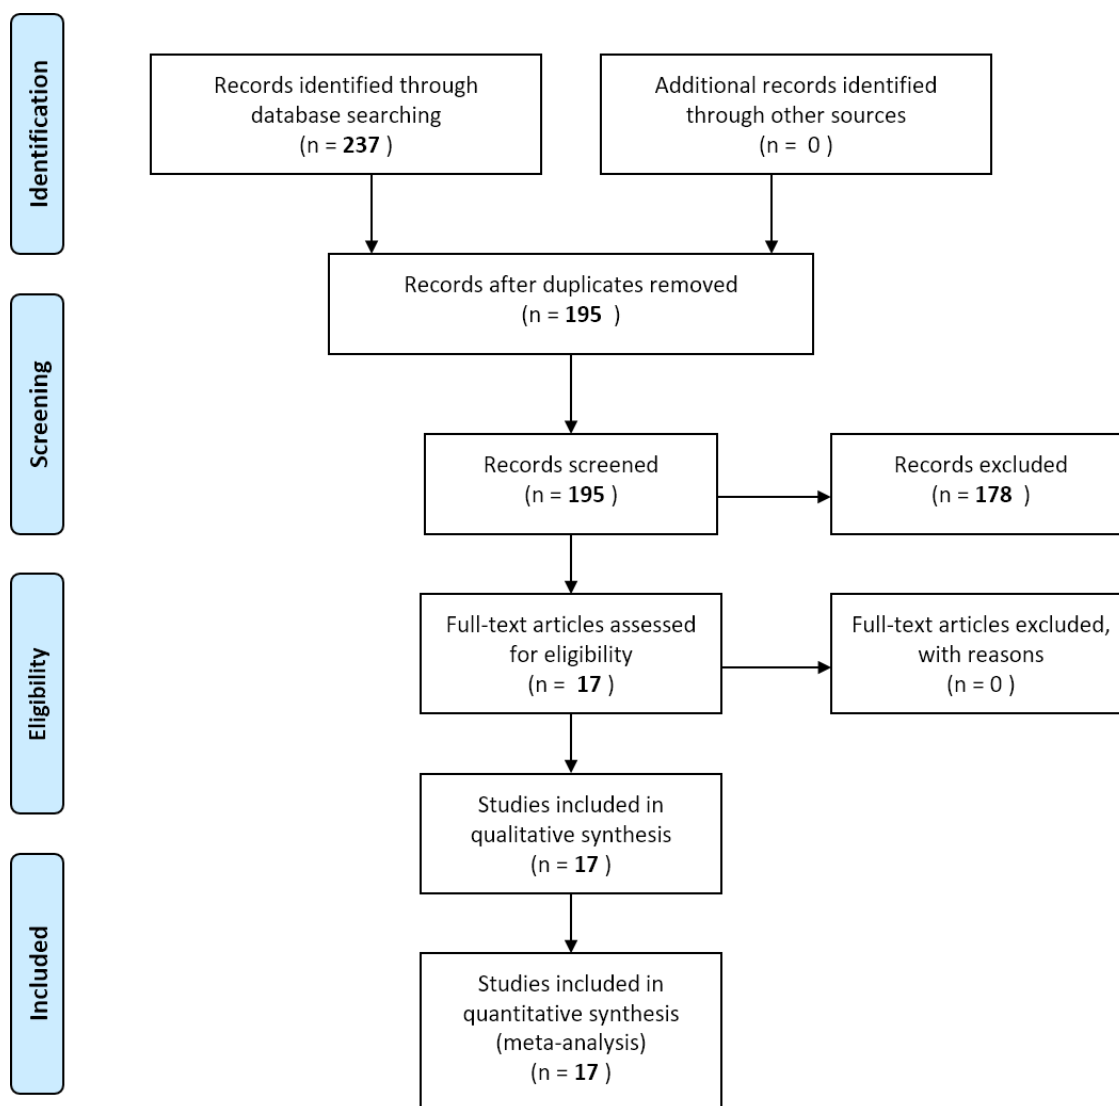 Identification
Records identified through
database searching
(n = 237 )
Additional records identified
through other sources
(n = 0 )
Records after duplicates removed
(n = 195 )
Screening
Records screened
(n = 195 )
Records excluded
(n = 178 )
Eligibility
Full-text articles assessed
for eligibility
(n = 17 )
Full-text articles excluded,
with reasons
(n = 0 )
Studies included in
qualitative synthesis
(n = 17 )
Included
Studies included in
quantitative synthesis
(meta-analysis)
(n = 17 )